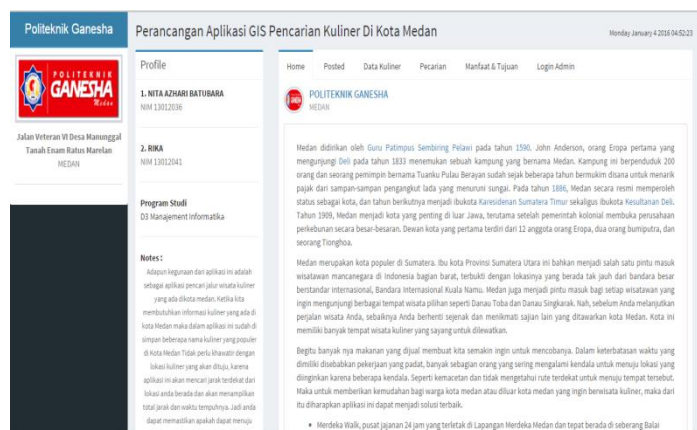 Politeknik Ganesha
Perancangan Aplikasi GIS Pencarian Kuliner Di Kota Medan
Monday January 4 2016 04:52:23
POLITEKNIK
GANESHA
Medan
Jalan Veteran VI Desa Manunggal
Tanah Enam Ratus Marelan
MEDAN
Profile
1. NITA AZHARI BATUBARA
NIM 13012036
2. RIKA
NIM 13012041
Program Studi
D3 Manajement Informatika
Notes :
Adapun kegunaan dari aplikasi ini adalah
sebagai aplikasi pencari jalur wisata kuliner
yang ada dikota medan. Ketika kita
membutuhkan informasi kuliner yang ada di
kota Medan maka dalam aplikasi ini sudah di
simpan beberapa nama kuliner yang populer
di Kota Medan Tidak perlu khawatir dengan
lokasi kuliner yang akan dituju, karena
aplikasi ini akan mencari jarak terdekat dari
lokasi anda berada dan akan menampilkan
total jarak dan waktu tempuhnya. Jadi anda
dapat memastikan apakah dapat menuju
Home Posted Data Kuliner Pecarian Manfaat & Tujuan Login Admin
POLITEKNIK GANESHA
MEDAN
Medan didirikan oleh Guru Patimpus Sembiring Pelawi pada tahun 1590. John Anderson, orang Eropa pertama yang
mengunjungi Deli pada tahun 1833 menemukan sebuah kampung yang bernama Medan. Kampung ini berpenduduk 200
orang dan seorang pemimpin bernama Tuanku Pulau Berayan sudah sejak beberapa tahun bermukim disana untuk menarik
pajak dari sampan-sampan pengangkut lada yang menuruni sungai. Pada tahun 1886, Medan secara resmi memperoleh
status sebagai kota, dan tahun berikutnya menjadi ibukota Karesidenan Sumatera Timur sekaligus ibukota Kesultanan Deli.
Tahun 1909, Medan menjadi kota yang penting di luar Jawa, terutama setelah pemerintah kolonial membuka perusahaan
perkebunan secara besar-besaran. Dewan kota yang pertama terdiri dari 12 anggota orang Eropa, dua orang bumiputra, dan
seorang Tionghoa.
Medan merupakan kota populer di Sumatera. Ibu kota Provinsi Sumatera Utara ini bahkan menjadi salah satu pintu masuk
wisatawan mancanegara di Indonesia bagian barat, terbukti dengan lokasinya yang berada tak jauh dari bandara besar
berstandar internasional, Bandara Internasional Kuala Namu. Medan juga menjadi pintu masuk bagi setiap wisatawan yang
ingin mengunjungi berbagai tempat wisata pilihan seperti Danau Toba dan Danau Singkarak. Nah, sebelum Anda melanjutkan
perjalan wisata Anda, sebaiknya Anda berhenti sejenak dan menikmati sajian lain yang ditawarkan kota Medan. Kota ini
memiliki banyak tempat wisata kuliner yang sayang untuk dilewatkan.
Begitu banyak nya makanan yang dijual membuat kita semakin ingin untuk mencobanya. Dalam keterbatasan waktu yang
dimiliki disebabkan pekerjaan yang padat, banyak sebagian orang yang sering mengalami kendala untuk menuju lokasi yang
diinginkan karena beberapa kendala. Seperti kemacetan dan tidak mengetahui rute terdekat untuk menuju tempat tersebut.
Maka untuk memberikan kemudahan bagi warga kota medan atau diluar kota medan yang ingin berwisata kuliner, maka dari
itu diharapkan aplikasi ini dapat menjadi solusi terbaik.
Merdeka Walk, pusat jajanan 24 jam yang terletak di Lapangan Merdeka Medan dan tepat berada di seberang Balai